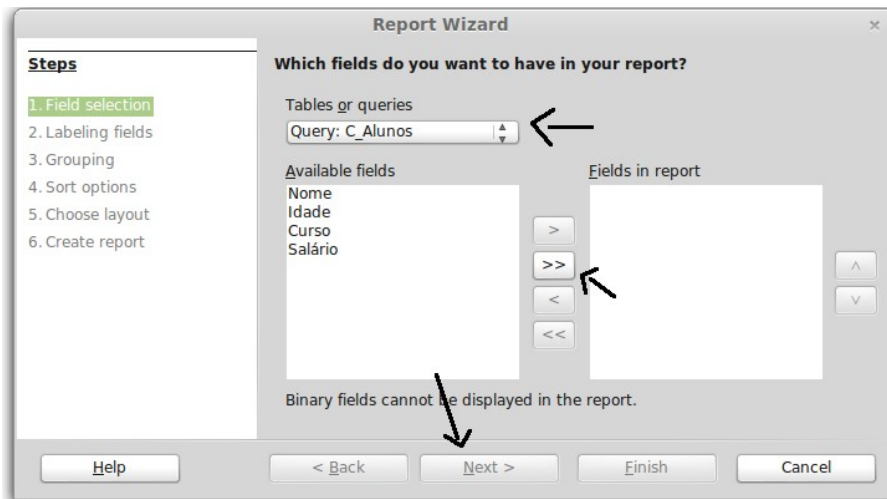 Report Wizard
Steps
1. Field selection
2. Labeling fields
3. Grouping
4. Sort options
5. Choose layout
6. Create report
Which fields do you want to have in your report?
Tables or queries
Query: C_Alunos
Available fields
Nome
Idade
Curso
Salário
>
>>
<
<<
Fields in report
Binary fields cannot be displayed in the report.
Help
< Back
Next >
Finish
Cancel